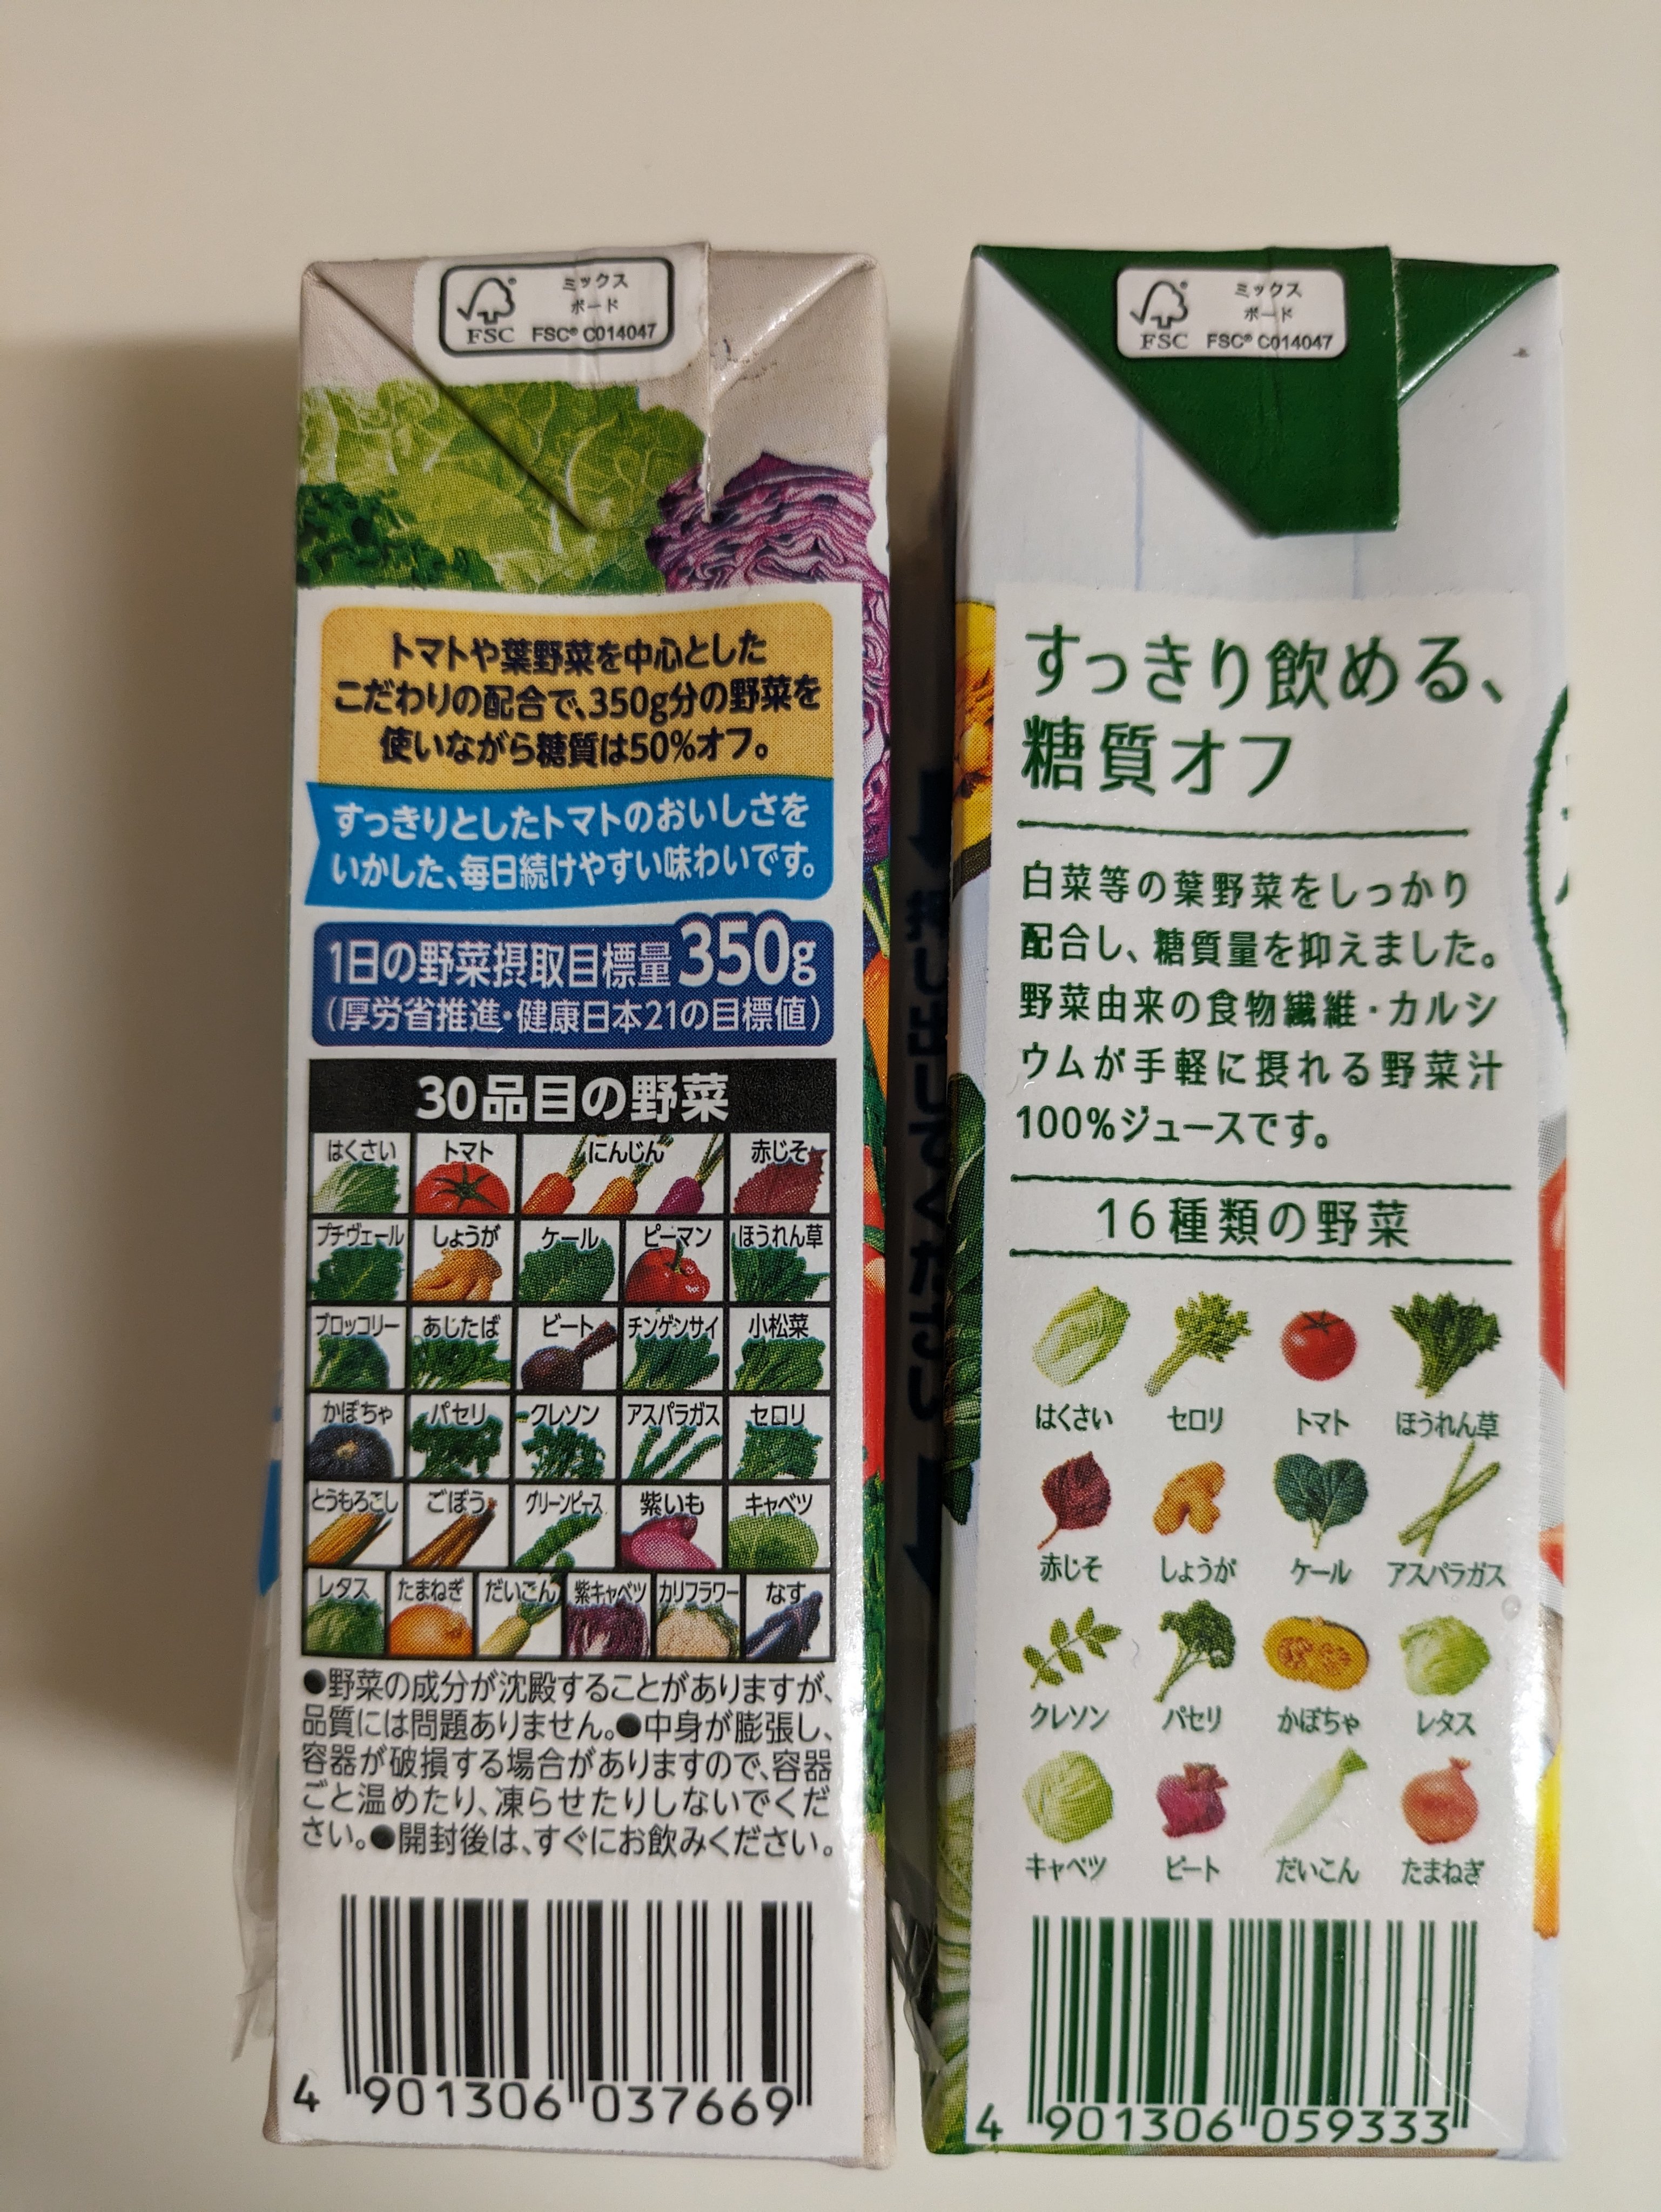 ミックス
ボード
FSC FSC® C014047
トマトや葉野菜を中心とした
こだわりの配合で、350g分の野菜を
使いながら糖質は50%オフ。
すっきりとしたトマトのおいしさを
いかした、毎日続けやすい味わいです。
1日の野菜摂取目標量350g
(厚労省推進・健康日本21の目標値)
30品目の野菜
はくさい トマト にんじん 赤じそ
プチヴェール しょうが ケール ピーマン ほうれん草
ブロッコリー あしたば ビート チンゲンサイ 小松菜
かぼちゃ パセリ クレソン アスパラガス セロリ
とうもろこし ごぼう グリーンピース 紫いも キャベツ
レタス たまねぎ だいこん 紫キャベツ カリフラワー なす
●野菜の成分が沈殿することがありますが、
品質には問題ありません。●中身が膨張し、
容器が破損する場合がありますので、容器
ごと温めたり、凍らせたりしないでくだ
さい。●開封後は、すぐにお飲みください。
4 901306 037669
ミックス
ボード
FSC FSC® C014047
すっきり飲める、
糖質オフ
白菜等の葉野菜をしっかり
配合し、糖質量を抑えました。
野菜由来の食物繊維・カルシ
ウムが手軽に摂れる野菜汁
100%ジュースです。
16種類の野菜
はくさい セロリ トマト ほうれん草
赤じそ しょうが ケール アスパラガス
クレソン パセリ かぼちゃ レタス
キャベツ ビート だいこん たまねぎ
4 901306 059333